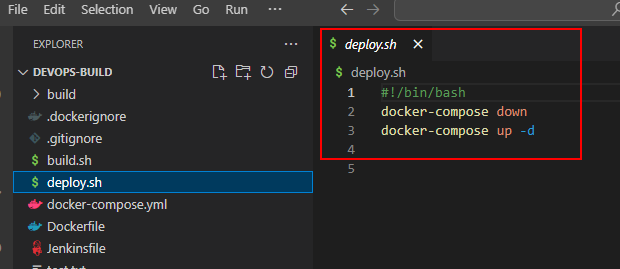 File Edit Selection View Go Run ...
EXPLORER ...
DEVOPS-BUILD
build
.dockerignore
.gitignore
$ build.sh
$ deploy.sh
docker-compose.yml
Dockerfile
Jenkinsfile
$ deploy.sh ×
$ deploy.sh
1 #!/bin/bash
2 docker-compose down
3 docker-compose up -d
4
5